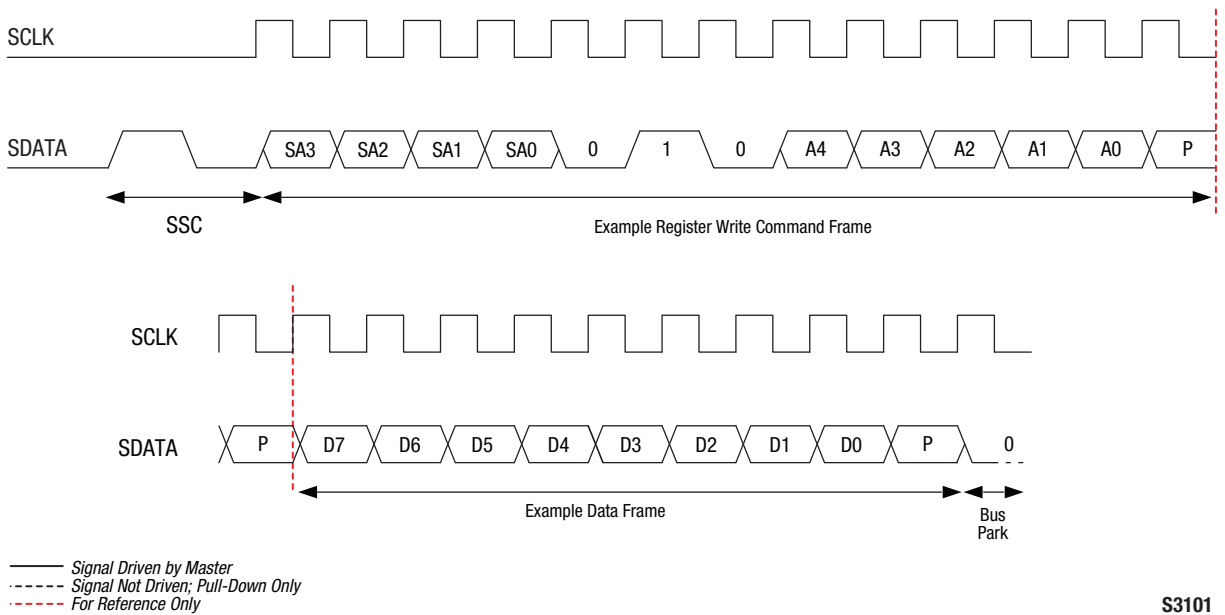 SCLK
SDATA SA3 SA2 SA1 SA0 0 1 0 A4 A3 A2 A1 A0 P
SSC Example Register Write Command Frame
SCLK
SDATA P D7 D6 D5 D4 D3 D2 D1 D0 P 0
Example Data Frame Bus
Park
Signal Driven by Master
Signal Not Driven; Pull-Down Only
For Reference Only S3101